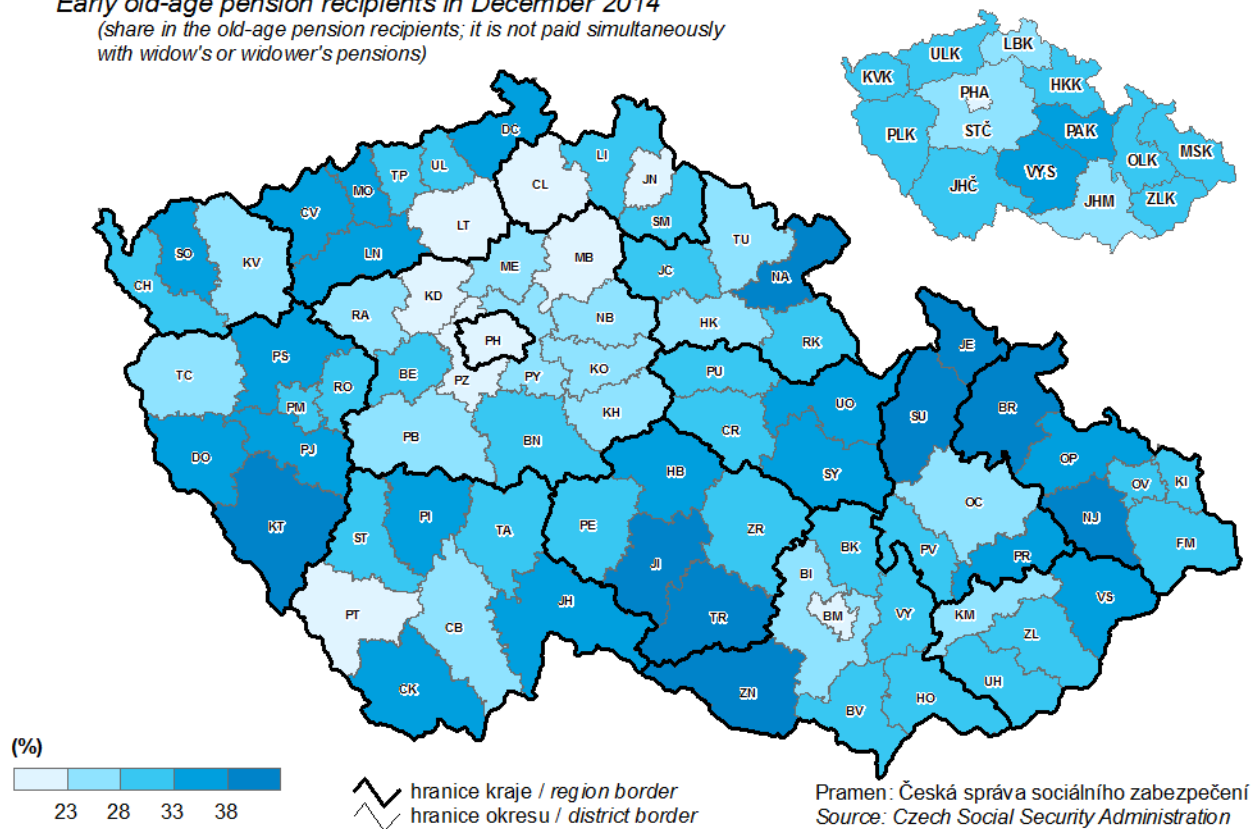 Early old-age pension recipients in December 2014
(share in the old-age pension recipients; it is not paid simultaneously
with widow's or widower's pensions)
LBK
ULK
KVK
HKK
PHA
STČ
PLK
PAK
MSK
OLK
VYS
JHČ
ZLK
JHM
DC
LI
UL
TP
CL
JN
MO
CV
LT
SM
TU
SO
LN
KV
ME
MB
JC
NA
CH
KD
RA
NB
HK
PH
RK
JE
PS
TC
RO
BE
PZ
PY
KO
PU
PM
UO
BR
SU
KH
PB
BN
CR
DO
PJ
OP
HB
SY
OV
KI
OC
KT
PI
NJ
ST
TA
PE
ZR
BK
PV
PR
FM
JI
BI
JH
VS
PT
TR
BM
VY
KM
CB
ZL
UH
CK
ZN
BV
HO
(%)
23 28 33 38
hranice kraje / region border
hranice okresu / district border
Pramen: Česká správa sociálního zabezpečení
Source: Czech Social Security Administration